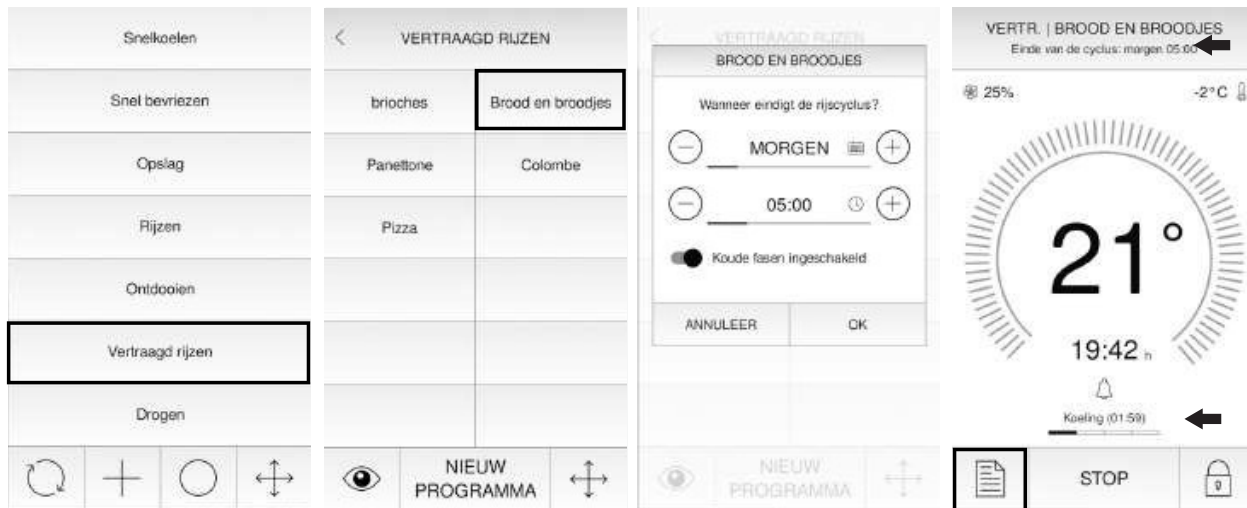 Snelkoelen
Snel bevriezen
Opslag
Rijzen
Ontdooien
Vertraagd rijzen
Drogen
VERTRAAGD RIJZEN
brioches
Brood en broodjes
Panettone
Colombe
Pizza
NIEUW
PROGRAMMA
VERTRAAGD RIJZEN
BROOD EN BROODJES
Wanneer eindigt de rijscyclus?
MORGEN
05:00
Koude fasen ingeschakeld
ANNULEER
OK
NIEUW
PROGRAMMA
VERTR. | BROOD EN BROODJES
Einde van de cyclus: morgen 05:00
25%
-2°C
21°
19:42 h
Koeling (01:59)
STOP